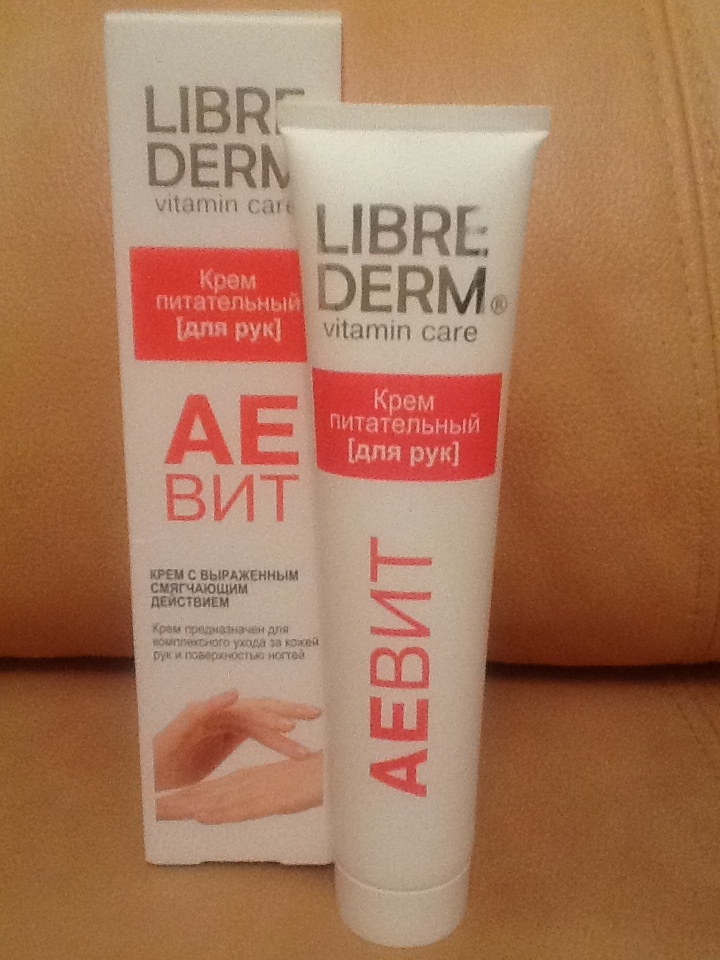 LIBRE
DERM
vitamin care
Крем
питательный
[для рук]
АЕ
ВИТ
КРЕМ С ВЫРАЖЕННЫМ
СМЯГЧАЮЩИМ
ДЕЙСТВИЕМ
Крем предназначен для
комплексного ухода за кожей
рук и поверхностью ногтей
LIBRE
DERM®
vitamin care
Крем
питательный
[для рук]
АЕВИТ